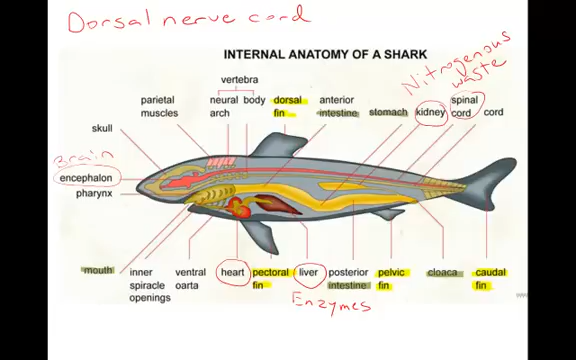 Dorsal nerve cord
INTERNAL ANATOMY OF A SHARK
Nitrogenous
waste
vertebra
parietal
muscles
neural
arch
body
dorsal
fin
anterior
intestine
stomach
kidney
spinal
cord
cord
skull
Brain
encephalon
pharynx
mouth
inner
spiracle
openings
ventral
oarta
heart
pectoral
fin
liver
posterior
intestine
pelvic
fin
cloaca
caudal
fin
Enzymes